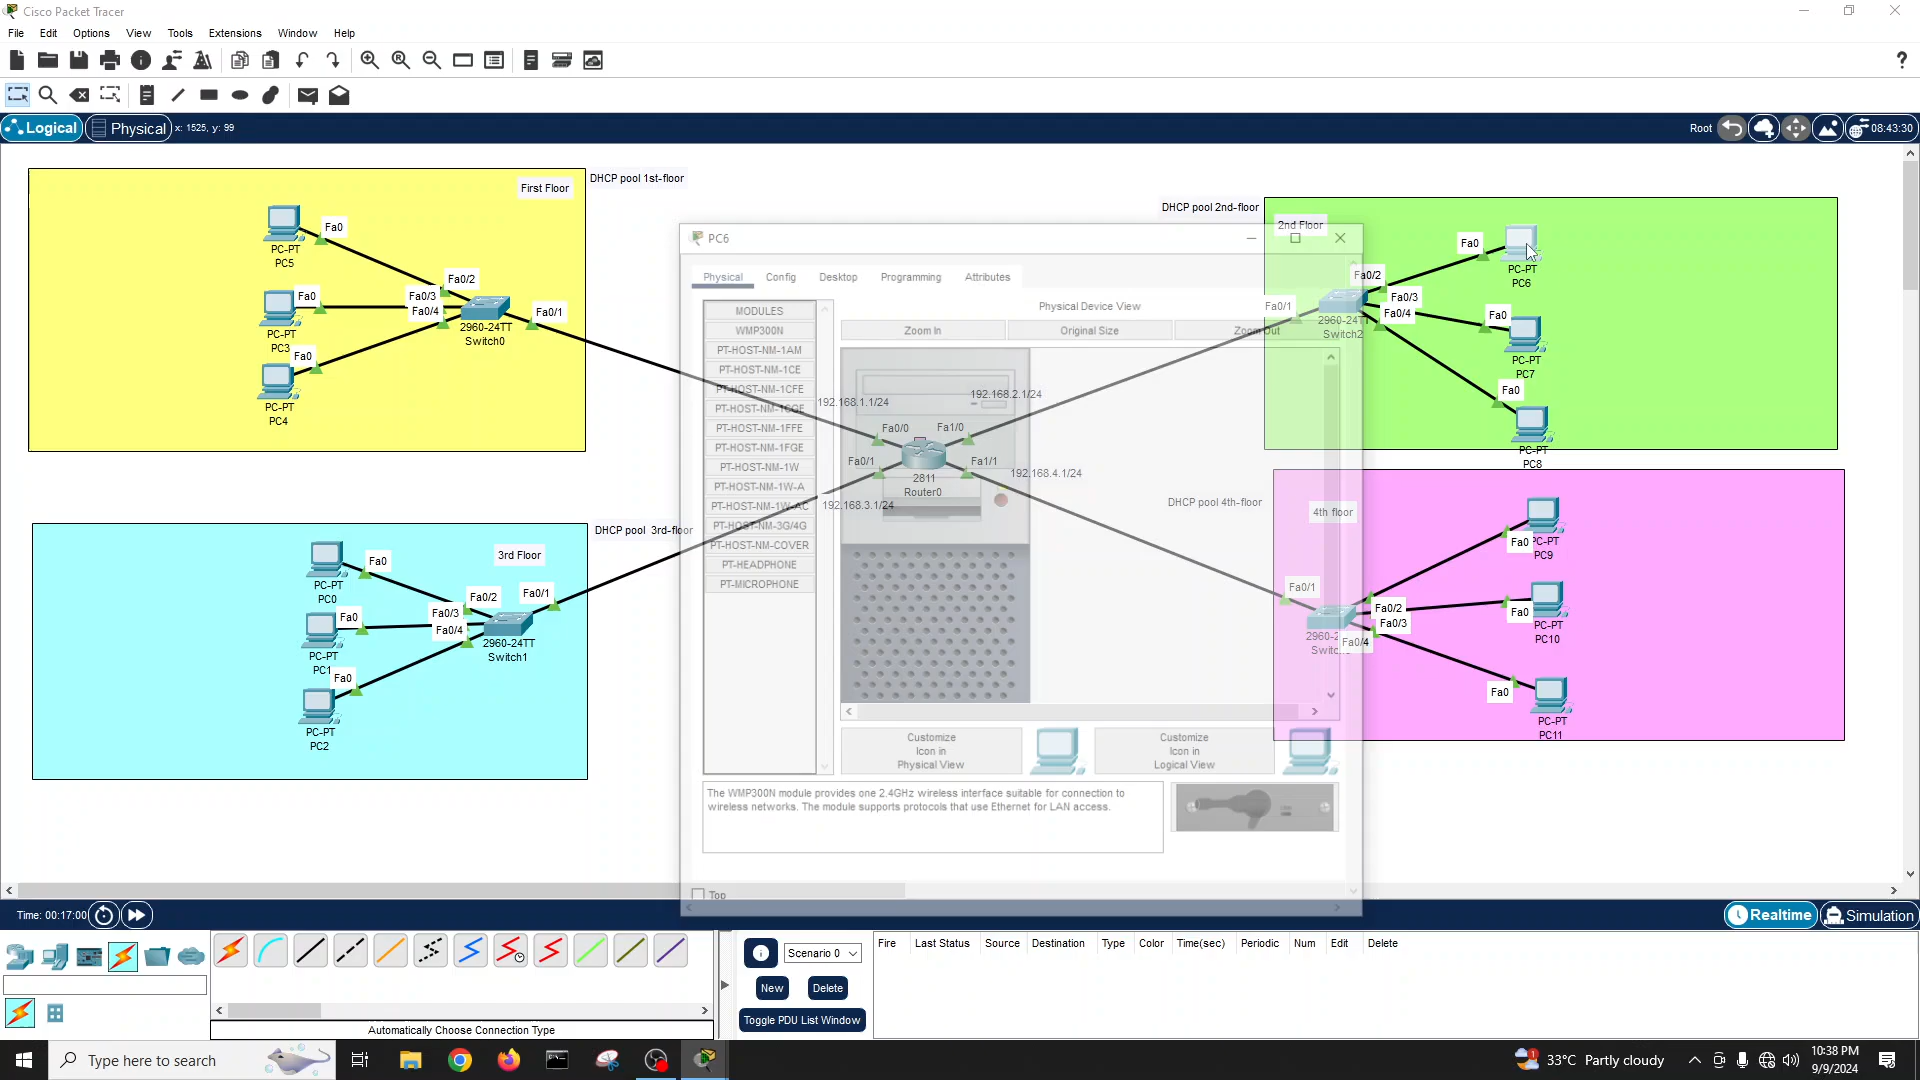 Cisco Packet Tracer
File Edit Options View Tools Extensions Window Help
Logical Physical x: 1525, y: 99 Root 08:43:30
First Floor
DHCP pool 1st-floor
Fa0
PC-PT
PC5
Fa0/2
Fa0
Fa0/3
Fa0/4
Fa0/1
PC-PT
PC3
2960-24TT
Switch0
Fa0
PC-PT
PC4
DHCP pool 2nd-floor
2nd Floor
Fa0
PC-PT
PC6
Fa0/2
Fa0/3
Fa0/1
Fa0/4
Fa0
2960-24TT
Switch2
PC-PT
PC7
Fa0
PC-PT
PC8
PC6
Physical Config Desktop Programming Attributes
MODULES
WMP300N
PT-HOST-NM-1AM
PT-HOST-NM-1CE
PT-HOST-NM-1CFE
PT-HOST-NM-1CGE
PT-HOST-NM-1FFE
PT-HOST-NM-1FGE
PT-HOST-NM-1W
PT-HOST-NM-1W-A
PT-HOST-NM-1W-AC
PT-HOST-NM-3G/4G
PT-HOST-NM-COVER
PT-HEADPHONE
PT-MICROPHONE
Physical Device View
Zoom In Original Size Zoom Out
192.168.1.1/24
192.168.2.1/24
Fa0/0 Fa1/0
Fa0/1 Fa1/1
2811
Router0
192.168.4.1/24
192.168.3.1/24
Customize
Icon in
Physical View
Customize
Icon in
Logical View
The WMP300N module provides one 2.4GHz wireless interface suitable for connection to
wireless networks. The module supports protocols that use Ethernet for LAN access.
Top
DHCP pool 3rd-floor
3rd Floor
Fa0
PC-PT
PC0
Fa0/2
Fa0/1
Fa0/3
Fa0
Fa0/4
2960-24TT
Switch1
PC-PT
PC1
Fa0
PC-PT
PC2
DHCP pool 4th-floor
4th floor
Fa0
PC-PT
PC9
Fa0/1
Fa0/2
Fa0
Fa0/3
Fa0/4
PC-PT
PC10
Fa0
PC-PT
PC11
Time: 00:17:00
Realtime Simulation
Scenario 0
New Delete
Toggle PDU List Window
Fire Last Status Source Destination Type Color Time(sec) Periodic Num Edit Delete
Automatically Choose Connection Type
Type here to search
33°C Partly cloudy
10:38 PM
9/9/2024